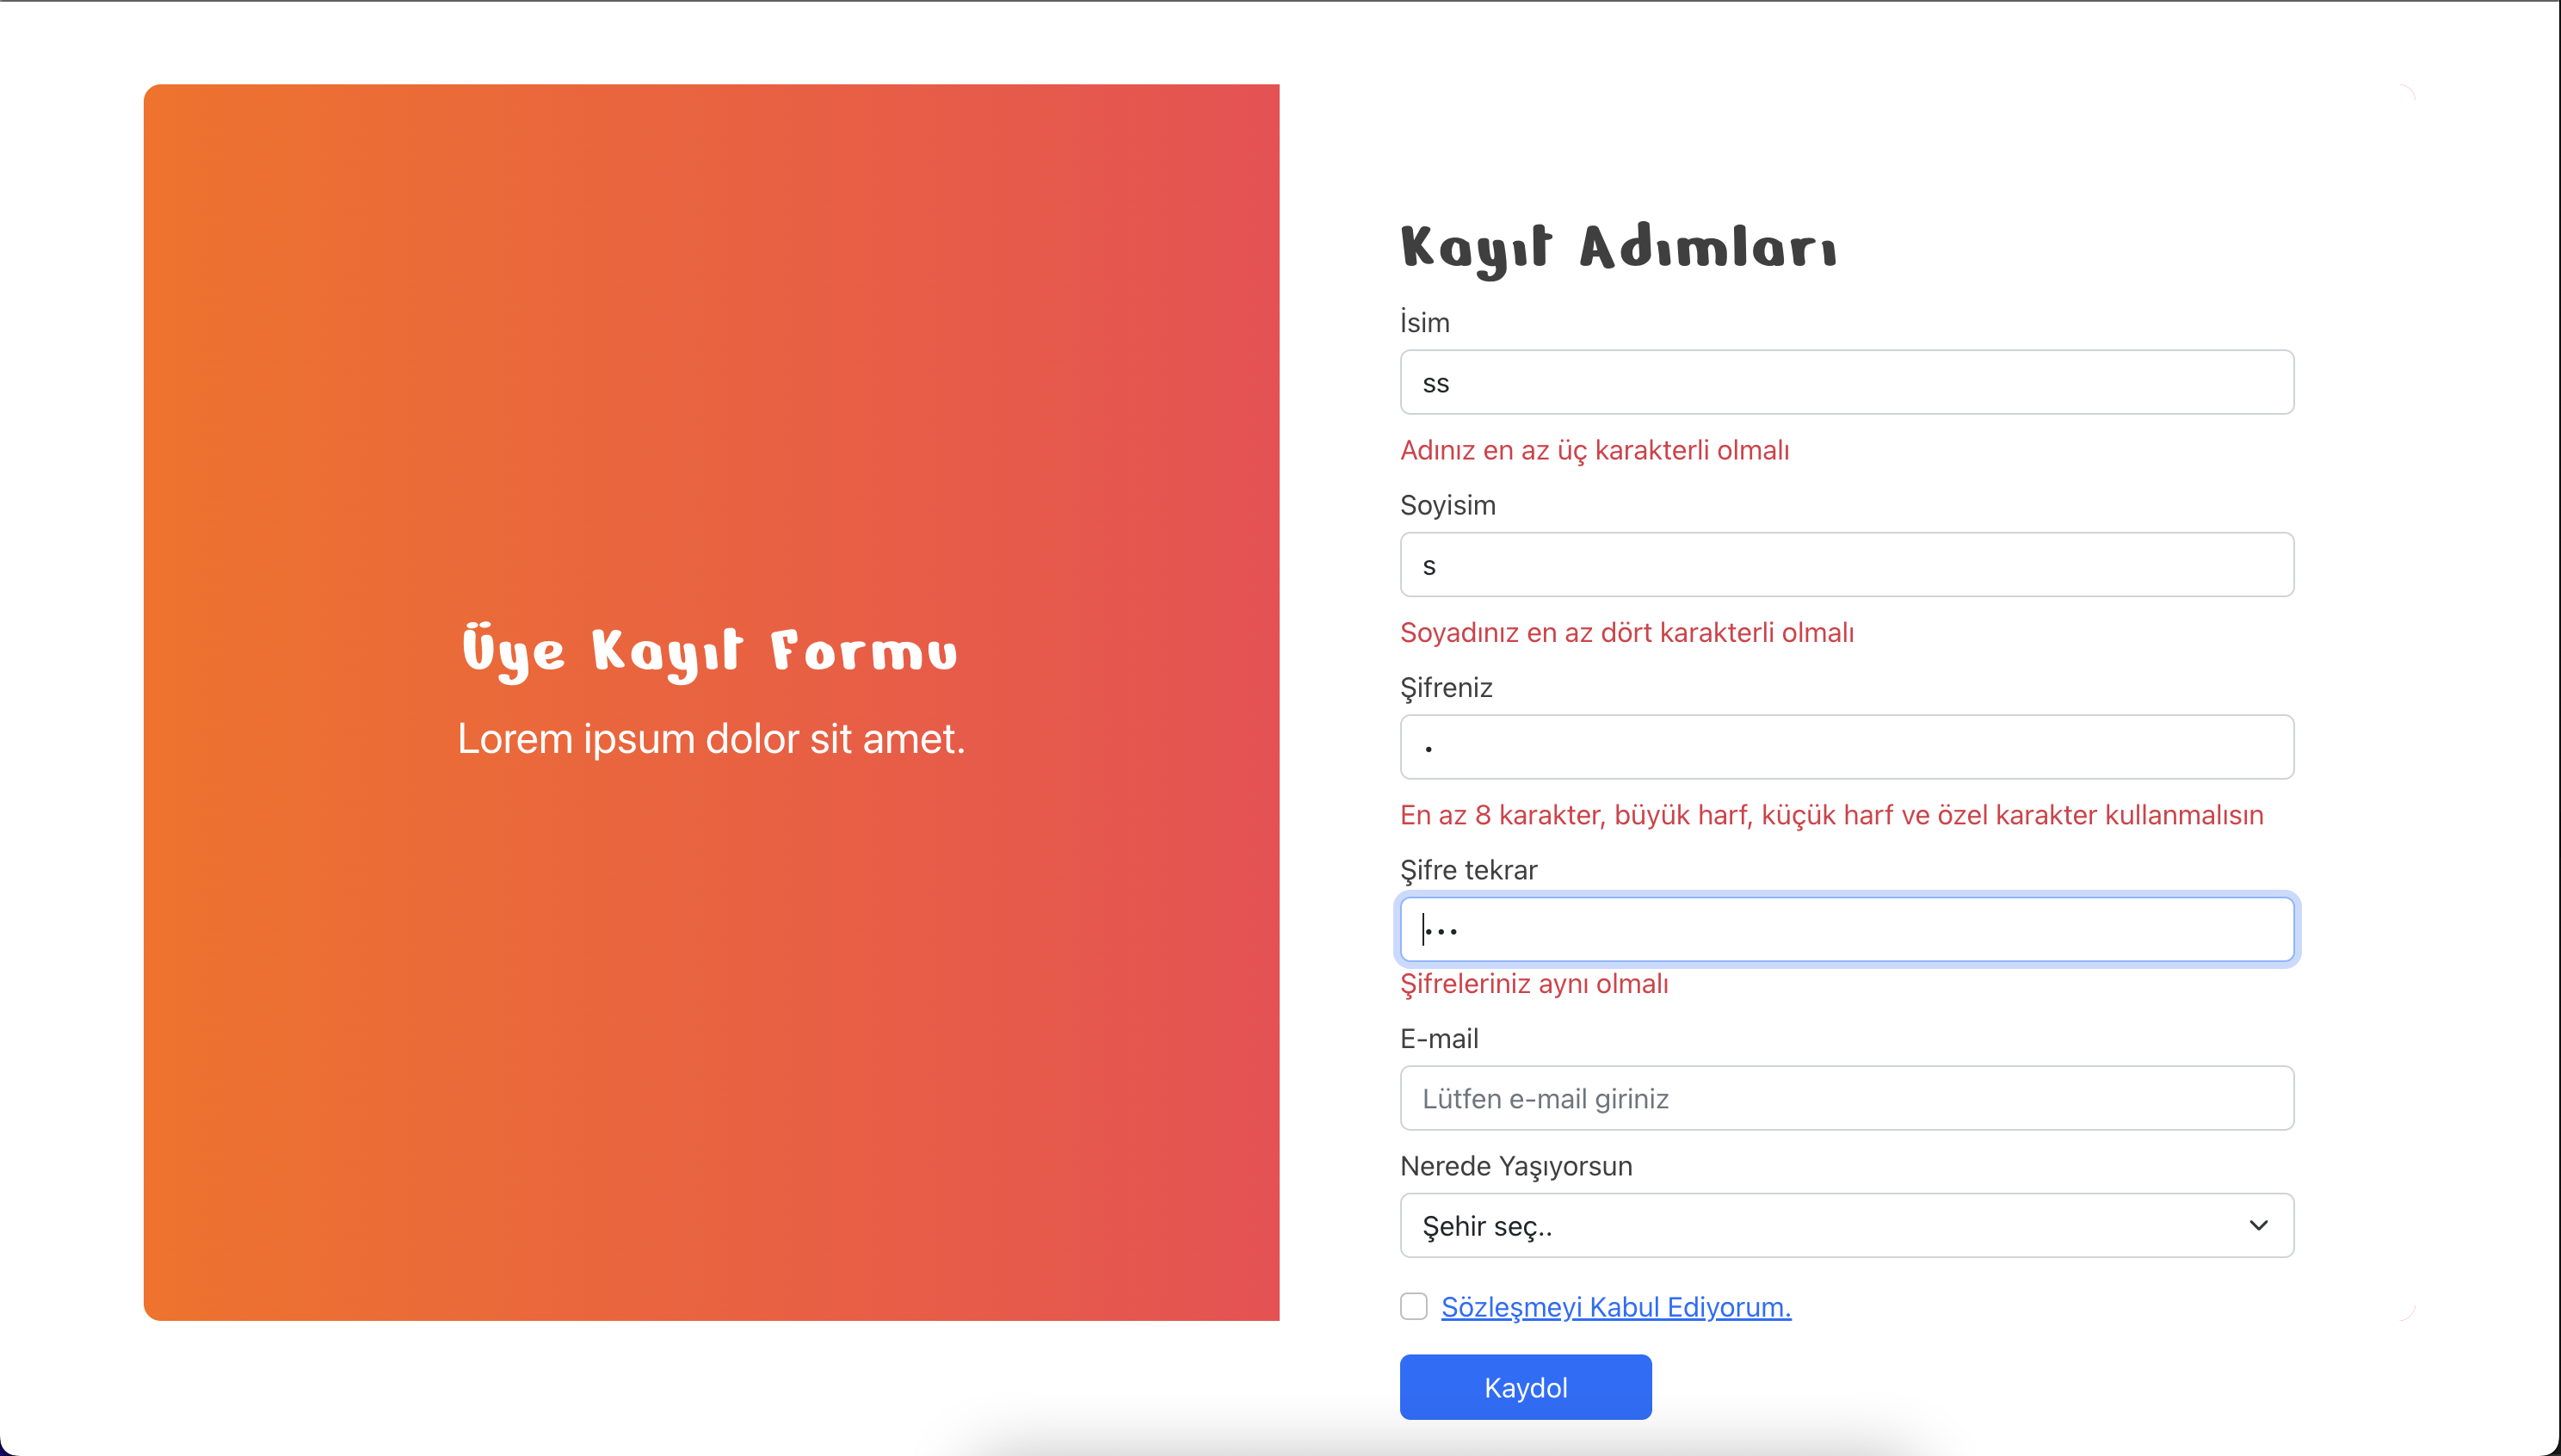 Üye Kayıt Formu
Lorem ipsum dolor sit amet.
Kayıt Adımları
İsim
ss
Adınız en az üç karakterli olmalı
Soyisim
s
Soyadınız en az dört karakterli olmalı
Şifreniz
•
En az 8 karakter, büyük harf, küçük harf ve özel karakter kullanmalısın
Şifre tekrar
•••
Şifreleriniz aynı olmalı
E-mail
Lütfen e-mail giriniz
Nerede Yaşıyorsun
Şehir seç..
Sözleşmeyi Kabul Ediyorum.
Kaydol